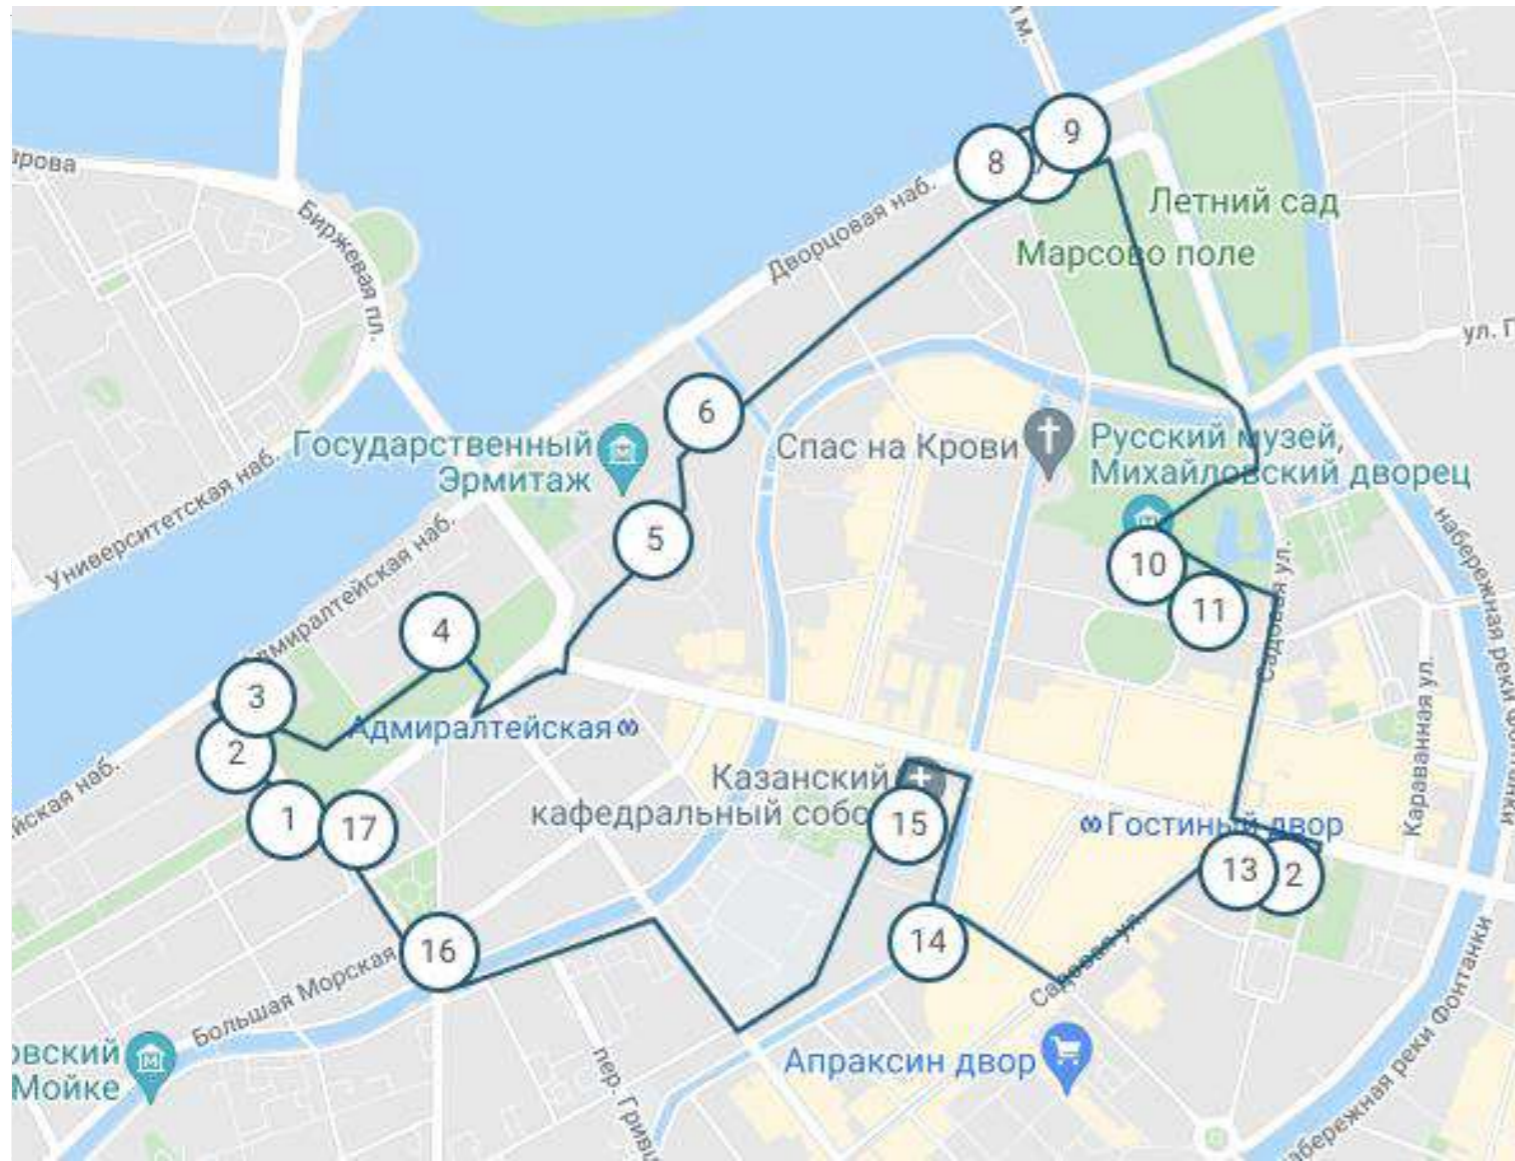 м.
9
8
Летний сад
Марсово поле
Дворцовая наб.
Биржевая пл.
ул.
6
Государственный
Эрмитаж
Спас на Крови
Русский музей,
Михайловский дворец
Университетская наб.
5
10
11
набережная реки Фонтанки
4
Адмиралтейская наб.
Садовая ул.
3
2
Адмиралтейская
Караванная ул.
Казанский
кафедральный собо
15
Гостиный двор
1
17
наб.
13
2
14
16
Большая Морская
Садовая ул.
Апраксин двор
Мойке
пер.
набережная реки Фонтанки